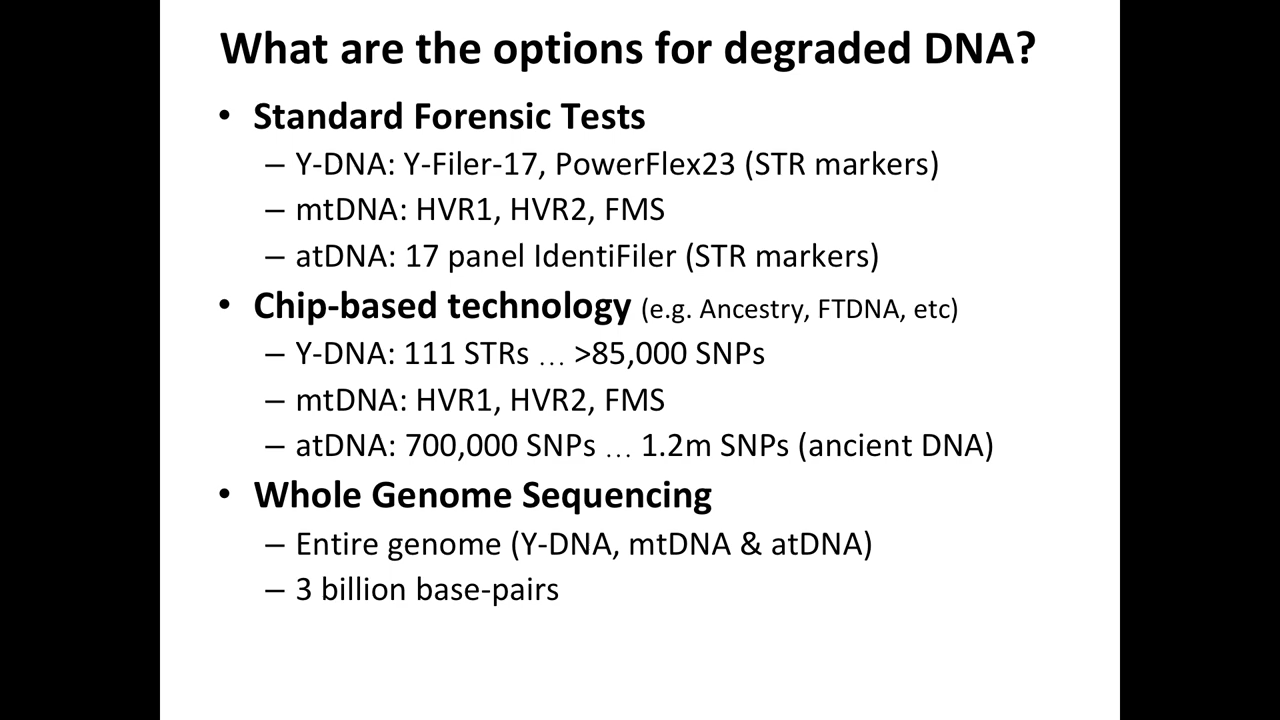 What are the options for degraded DNA?
• Standard Forensic Tests
– Y-DNA: Y-Filer-17, PowerFlex23 (STR markers)
– mtDNA: HVR1, HVR2, FMS
– atDNA: 17 panel IdentiFiler (STR markers)
• Chip-based technology (e.g. Ancestry, FTDNA, etc)
– Y-DNA: 111 STRs … >85,000 SNPs
– mtDNA: HVR1, HVR2, FMS
– atDNA: 700,000 SNPs … 1.2m SNPs (ancient DNA)
• Whole Genome Sequencing
– Entire genome (Y-DNA, mtDNA & atDNA)
– 3 billion base-pairs